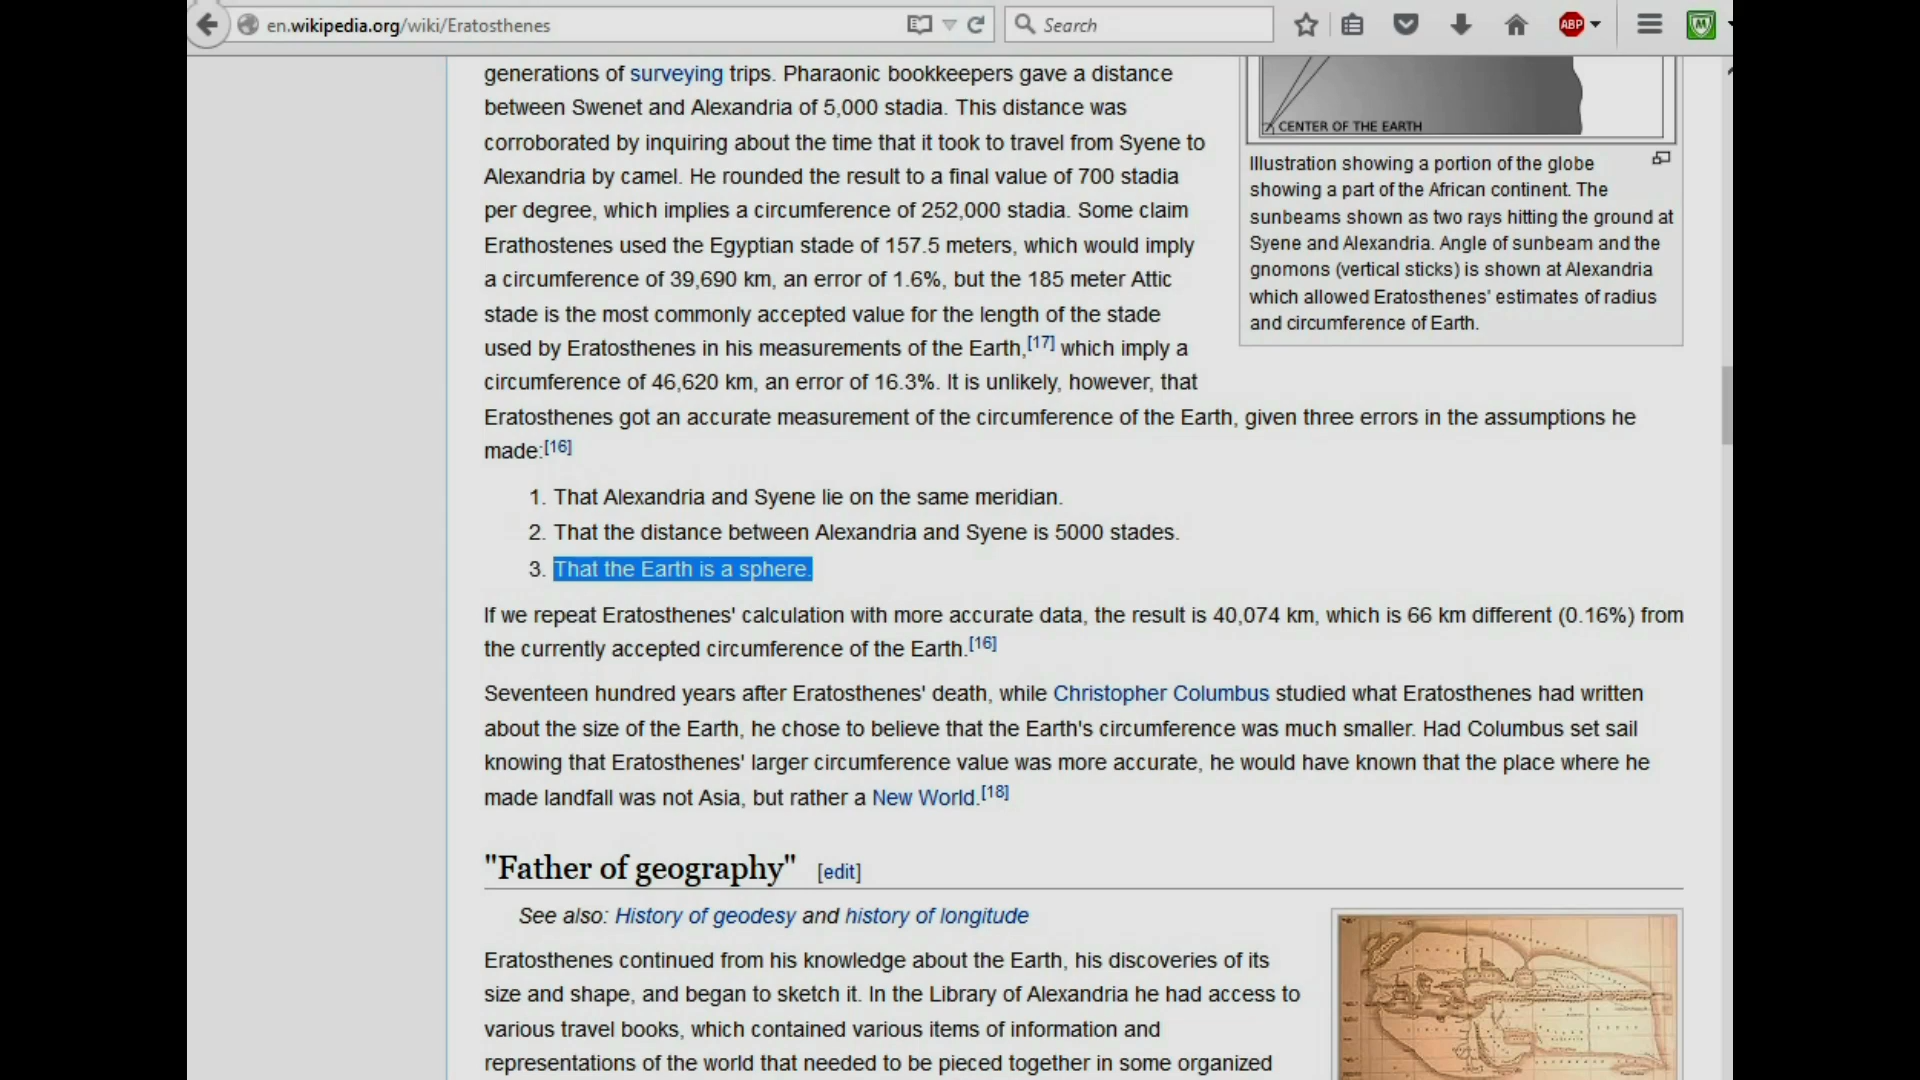 en.wikipedia.org/wiki/Eratosthenes
Search
ABP
generations of surveying trips. Pharaonic bookkeepers gave a distance
between Swenet and Alexandria of 5,000 stadia. This distance was
corroborated by inquiring about the time that it took to travel from Syene to
Alexandria by camel. He rounded the result to a final value of 700 stadia
per degree, which implies a circumference of 252,000 stadia. Some claim
Erathostenes used the Egyptian stade of 157.5 meters, which would imply
a circumference of 39,690 km, an error of 1.6%, but the 185 meter Attic
stade is the most commonly accepted value for the length of the stade
used by Eratosthenes in his measurements of the Earth,[17] which imply a
circumference of 46,620 km, an error of 16.3%. It is unlikely, however, that
Eratosthenes got an accurate measurement of the circumference of the Earth, given three errors in the assumptions he
made:[16]
CENTER OF THE EARTH
Illustration showing a portion of the globe
showing a part of the African continent. The
sunbeams shown as two rays hitting the ground at
Syene and Alexandria. Angle of sunbeam and the
gnomons (vertical sticks) is shown at Alexandria
which allowed Eratosthenes' estimates of radius
and circumference of Earth.
1. That Alexandria and Syene lie on the same meridian.
2. That the distance between Alexandria and Syene is 5000 stades.
3. That the Earth is a sphere.
If we repeat Eratosthenes' calculation with more accurate data, the result is 40,074 km, which is 66 km different (0.16%) from
the currently accepted circumference of the Earth.[16]
Seventeen hundred years after Eratosthenes' death, while Christopher Columbus studied what Eratosthenes had written
about the size of the Earth, he chose to believe that the Earth's circumference was much smaller. Had Columbus set sail
knowing that Eratosthenes' larger circumference value was more accurate, he would have known that the place where he
made landfall was not Asia, but rather a New World.[18]
"Father of geography" [edit]
See also: History of geodesy and history of longitude
Eratosthenes continued from his knowledge about the Earth, his discoveries of its
size and shape, and began to sketch it. In the Library of Alexandria he had access to
various travel books, which contained various items of information and
representations of the world that needed to be pieced together in some organized